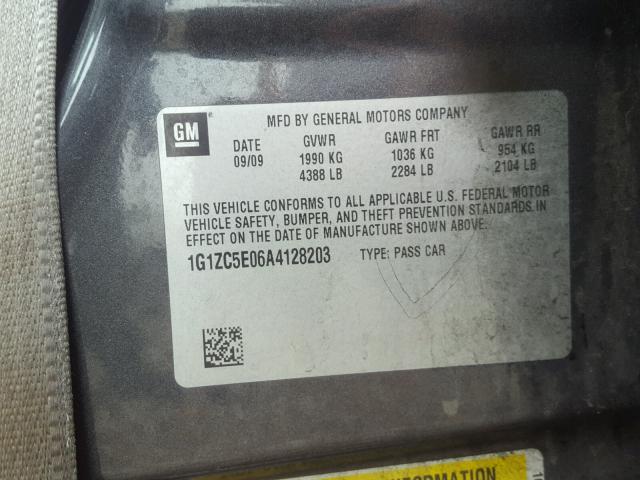 GM
MFD BY GENERAL MOTORS COMPANY
DATE GVWR GAWR FRT GAWR RR
09/09 1990 KG 1036 KG 954 KG
4388 LB 2284 LB 2104 LB
THIS VEHICLE CONFORMS TO ALL APPLICABLE U.S. FEDERAL MOTOR
VEHICLE SAFETY, BUMPER, AND THEFT PREVENTION STANDARDS IN
EFFECT ON THE DATE OF MANUFACTURE SHOWN ABOVE.
1G1ZC5E06A4128203 TYPE: PASS CAR
INFORMATION